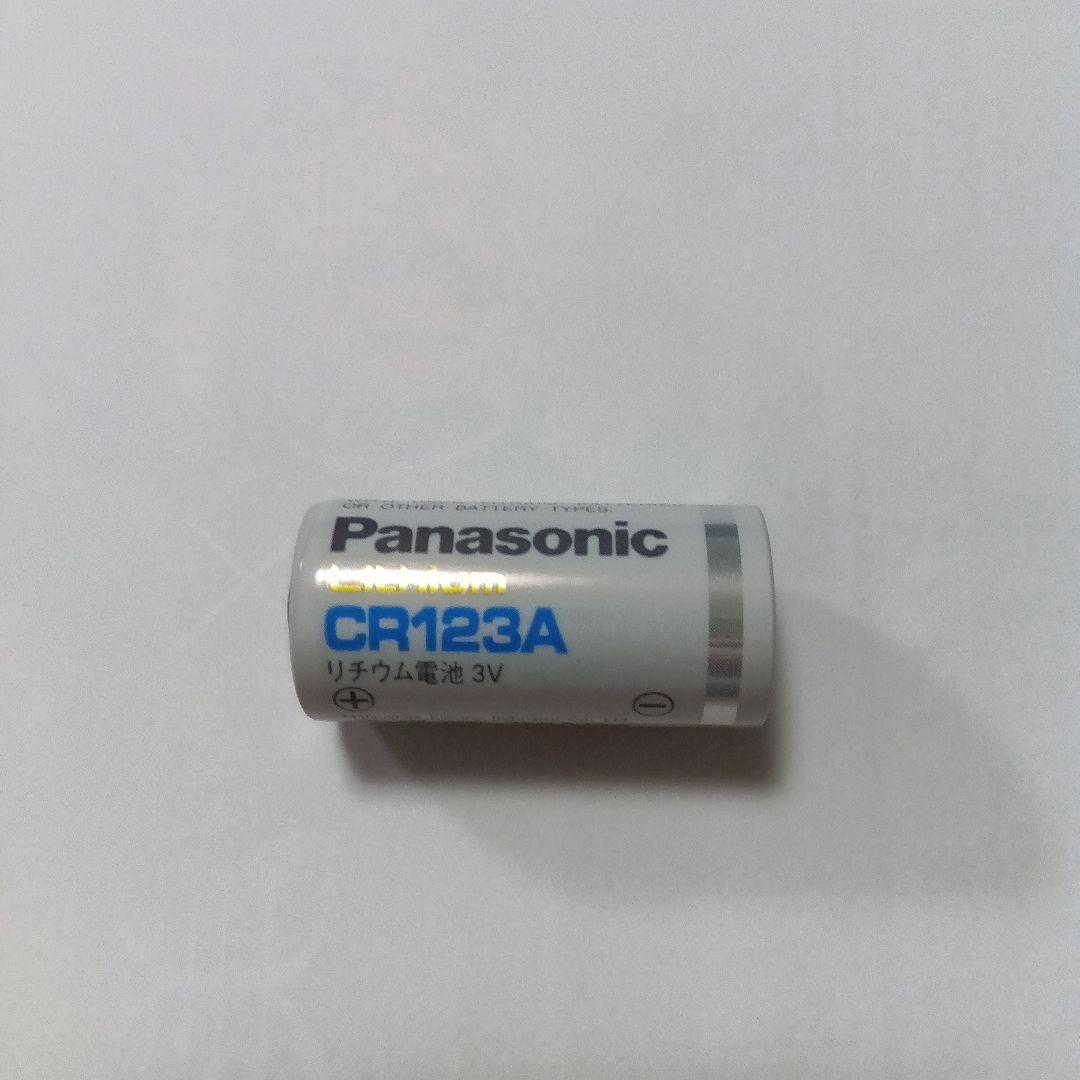 OR OTHER BATTERY TYPES.
Panasonic
Lithium
CR123A
リチウム電池 3V
⊕ ⊖